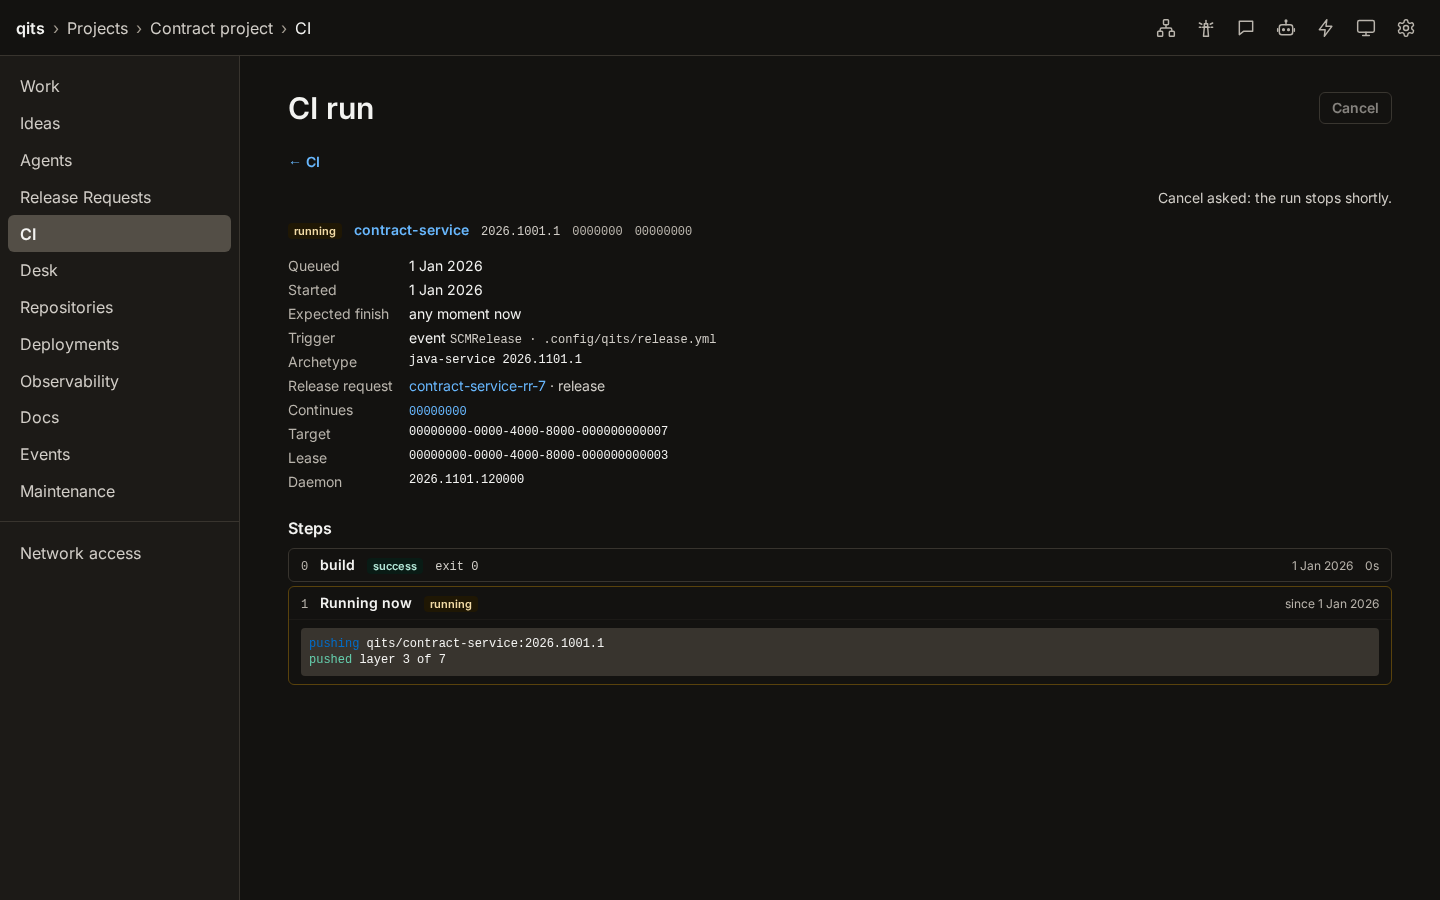 qits › Projects › Contract project › CI
Work
Ideas
Agents
Release Requests
CI
Desk
Repositories
Deployments
Observability
Docs
Events
Maintenance
Network access
CI run
Cancel
← CI
Cancel asked: the run stops shortly.
running contract-service 2026.1001.1 0000000 00000000
Queued 1 Jan 2026
Started 1 Jan 2026
Expected finish any moment now
Trigger event SCMRelease · .config/qits/release.yml
Archetype java-service 2026.1101.1
Release request contract-service-rr-7 · release
Continues 00000000
Target 00000000-0000-4000-8000-000000000007
Lease 00000000-0000-4000-8000-000000000003
Daemon 2026.1101.120000
Steps
0 build success exit 0 1 Jan 2026 0s
1 Running now running since 1 Jan 2026
pushing qits/contract-service:2026.1001.1
pushed layer 3 of 7